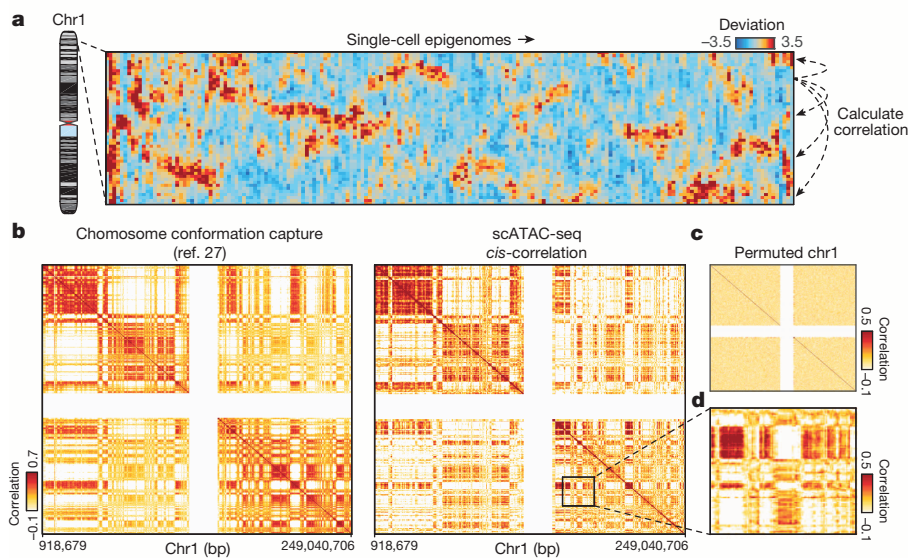 a
Chr1
Single-cell epigenomes →
Deviation
−3.5 3.5
Calculate
correlation
b
Chromosome conformation capture
(ref. 27)
scATAC-seq
cis-correlation
c
Permuted chr1
0.5
Correlation
−0.1
d
0.5
Correlation
−0.1
0.7
Correlation
−0.1
918,679 Chr1 (bp) 249,040,706
918,679 Chr1 (bp) 249,040,706